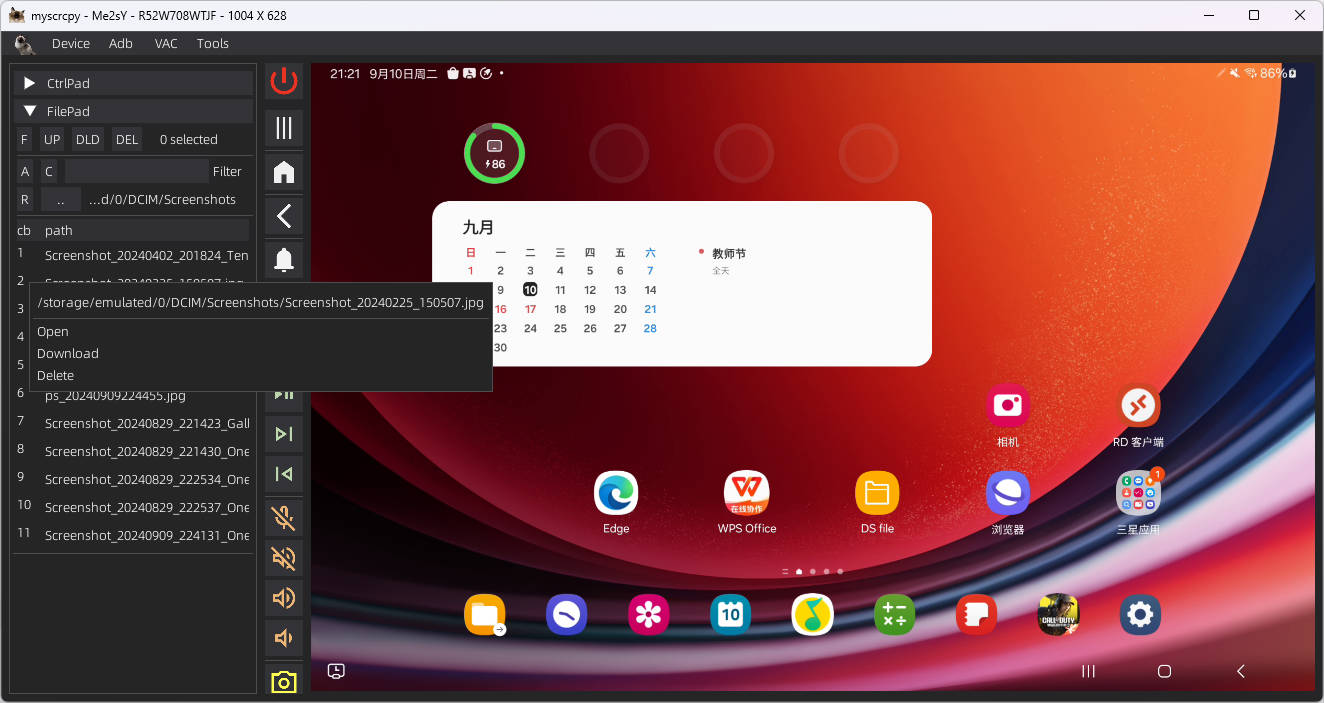 myscrcpy - Me2sY - R52W708WTJF - 1004 X 628
Device Adb VAC Tools
CtrlPad
FilePad
F UP DLD DEL 0 selected
A C Filter
R .. ...d/0/DCIM/Screenshots
cb path
1 Screenshot_20240402_201824_Ten
2
/storage/emulated/0/DCIM/Screenshots/Screenshot_20240225_150507.jpg
Open
Download
Delete
3
4
5
6 ps_20240909224455.jpg
7 Screenshot_20240829_221423_Gall
8 Screenshot_20240829_221430_One
9 Screenshot_20240829_222534_One
10 Screenshot_20240829_222537_One
11 Screenshot_20240909_224131_One
21:21 9月10日周二
86%
86
九月
日 一 二 三 四 五 六
1 2 3 4 5 6 7
9 10 11 12 13 14
16 17 18 19 20 21
23 24 25 26 27 28
30
教师节
全天
相机
RD 客户端
在线协作
1
Edge
WPS Office
DS file
浏览器
三星应用
10
CALL OF DUTY